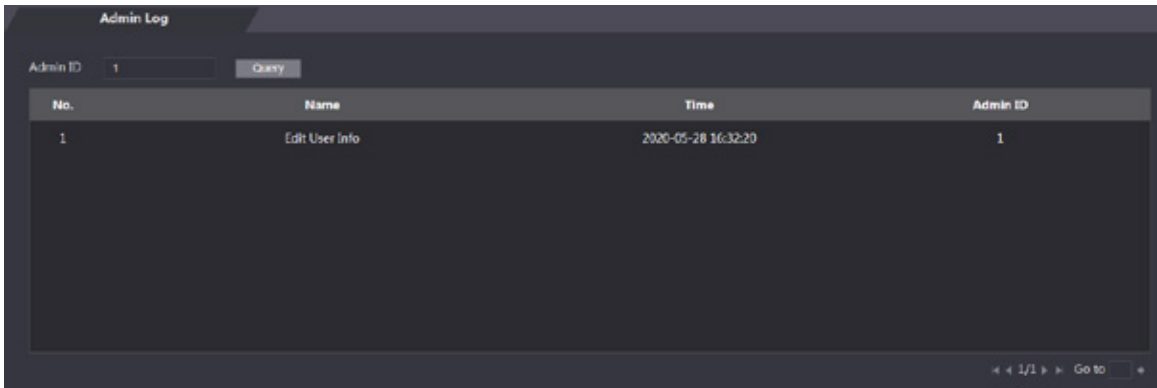 Admin Log
Admin ID 1 Query
No. Name Time Admin ID
1 Edit User Info 2020-05-28 16:32:20 1
1/1 Go to